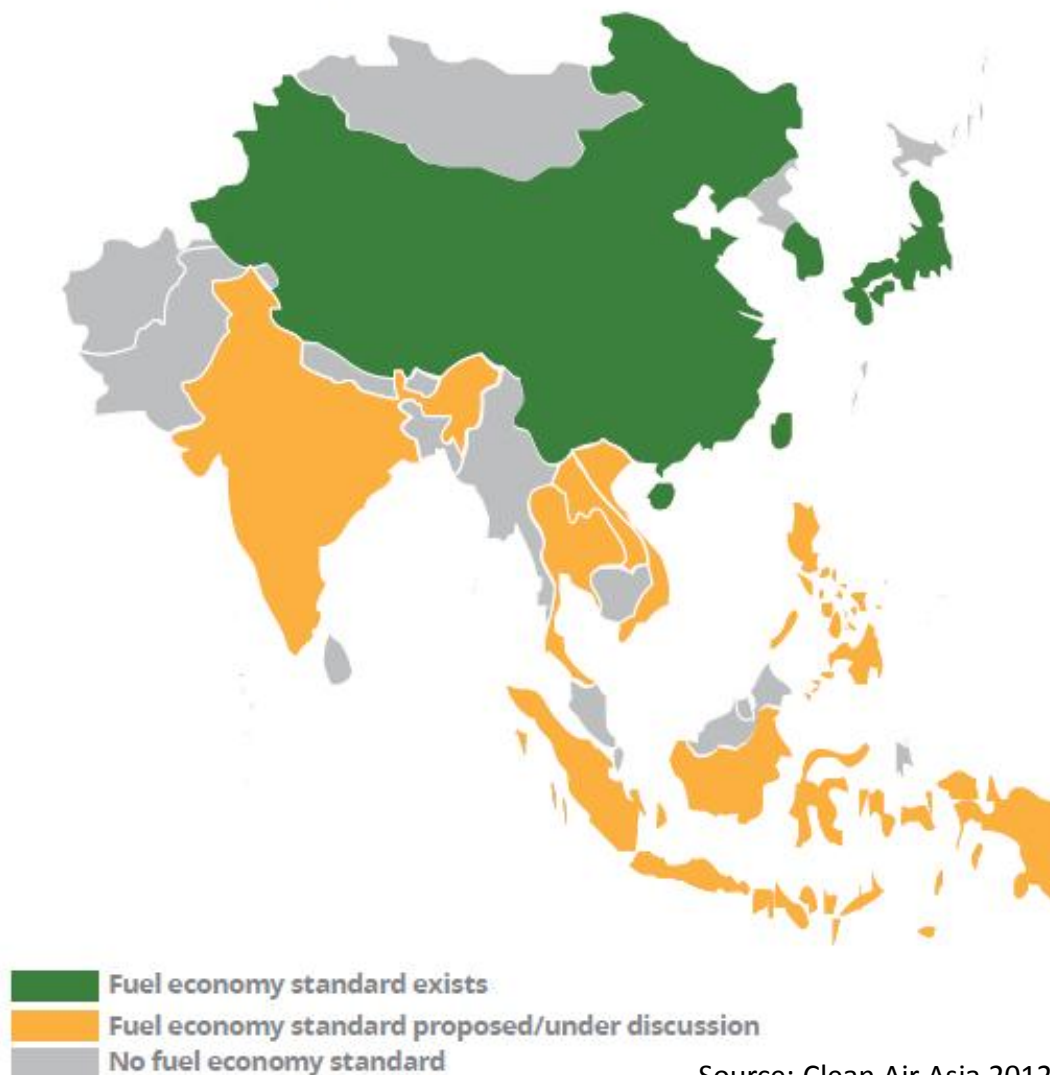 Fuel economy standard exists
Fuel economy standard proposed/under discussion
No fuel economy standard
Source: Clean Air Asia 2012